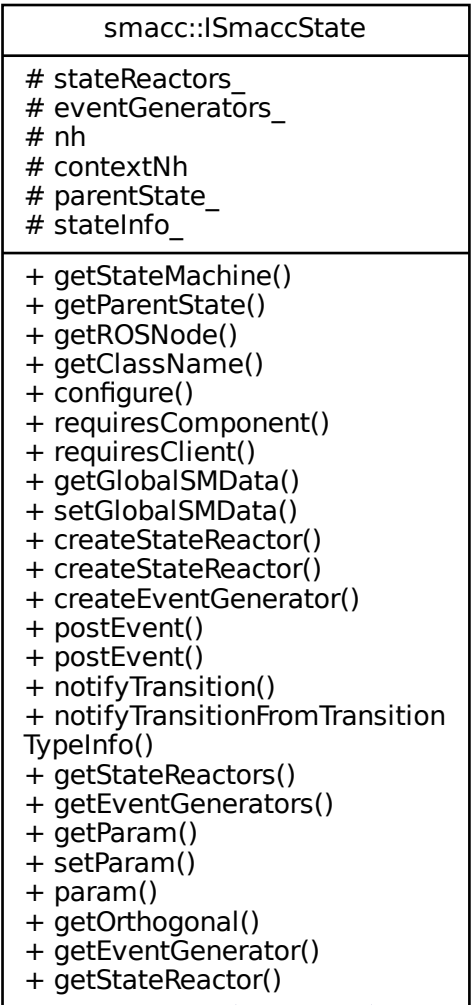 smacc::ISmaccState
# stateReactors_
# eventGenerators_
# nh
# contextNh
# parentState_
# stateInfo_
+ getStateMachine()
+ getParentState()
+ getROSNode()
+ getClassName()
+ configure()
+ requiresComponent()
+ requiresClient()
+ getGlobalSMData()
+ setGlobalSMData()
+ createStateReactor()
+ createStateReactor()
+ createEventGenerator()
+ postEvent()
+ postEvent()
+ notifyTransition()
+ notifyTransitionFromTransition
TypeInfo()
+ getStateReactors()
+ getEventGenerators()
+ getParam()
+ setParam()
+ param()
+ getOrthogonal()
+ getEventGenerator()
+ getStateReactor()